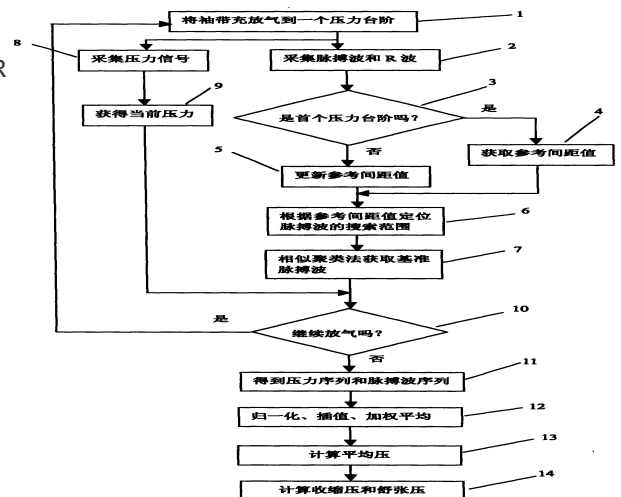 将袖带充放气到一个压力台阶
1
8
采集压力信号
采集脉搏波和 R 波
2
R
获得当前压力
9
3
是首个压力台阶吗?
是
4
否
获取参考间距值
5
更新参考间距值
根据参考间距值定位
脉搏波的搜索范围
6
相似聚类法获取基准
脉搏波
7
是
继续放气吗?
10
否
得到压力序列和脉搏波序列
11
归一化、插值、加权平均
12
计算平均压
13
计算收缩压和舒张压
14